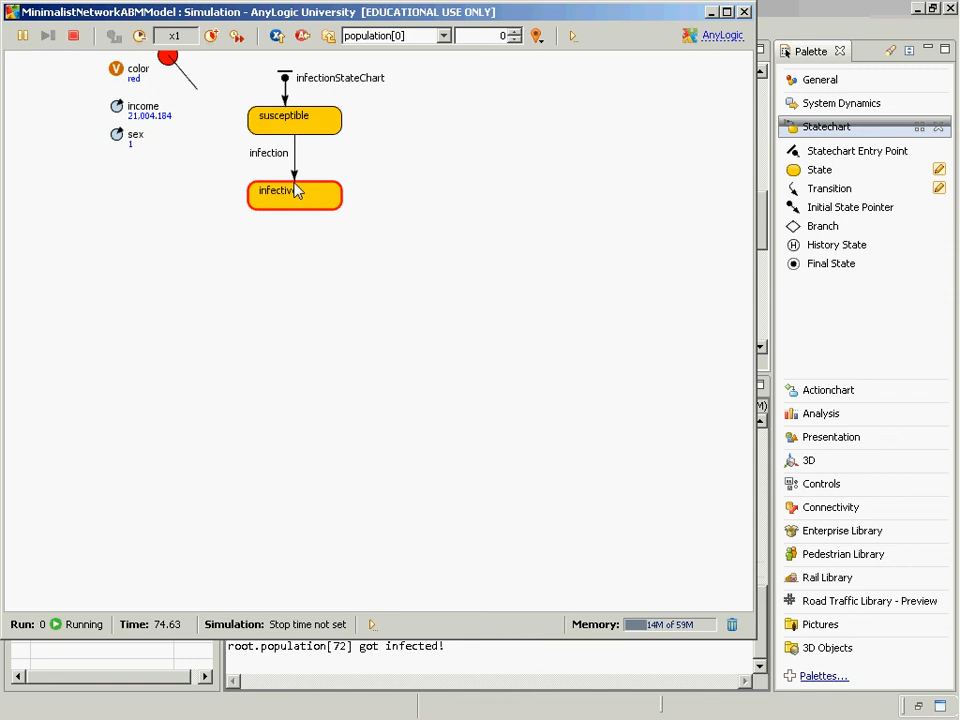 MinimalistNetworkABMModel : Simulation - AnyLogic University [EDUCATIONAL USE ONLY]
x1
population[0]
0
AnyLogic
color
red
income
21,004.184
sex
1
infectionStateChart
susceptible
infection
infective
Run: 0 Running Time: 74.63 Simulation: Stop time not set Memory: 14M of 59M
root.population[72] got infected!
M)
Palette
General
System Dynamics
Statechart
Statechart Entry Point
State
Transition
Initial State Pointer
Branch
History State
Final State
Actionchart
Analysis
Presentation
3D
Controls
Connectivity
Enterprise Library
Pedestrian Library
Rail Library
Road Traffic Library - Preview
Pictures
3D Objects
Palettes...